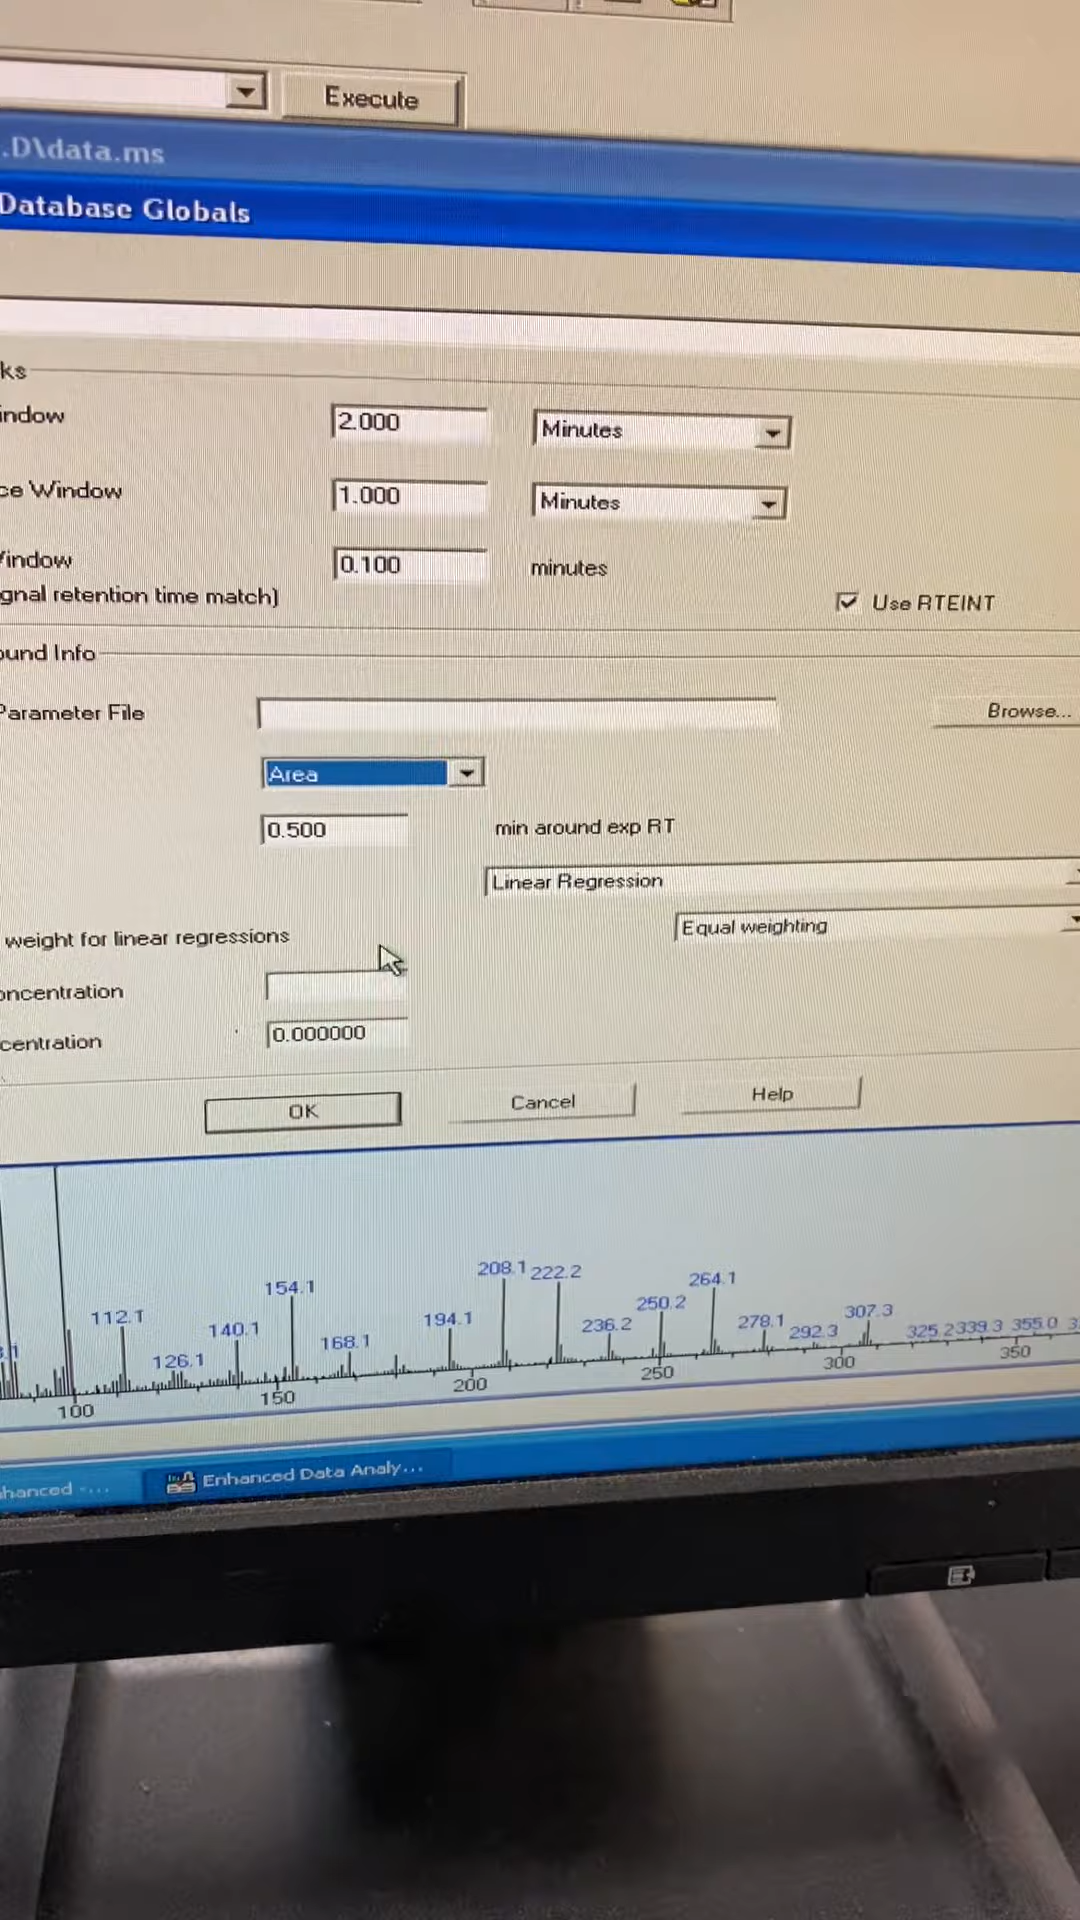 Execute
.D\data.ms
Database Globals
ks
indow 2.000 Minutes
ce Window 1.000 Minutes
Window 0.100 minutes
gnal retention time match)
Use RTEINT
ound Info
Parameter File Browse...
Area
0.500 min around exp RT
Linear Regression
weight for linear regressions Equal weighting
oncentration
centration 0.000000
OK Cancel Help
112.1 126.1 140.1 154.1 168.1 194.1 208.1 222.2 236.2 250.2 264.1 278.1 292.3 307.3 325.2 339.3 355.0
100 150 200 250 300 350
hanced -... Enhanced Data Analy...